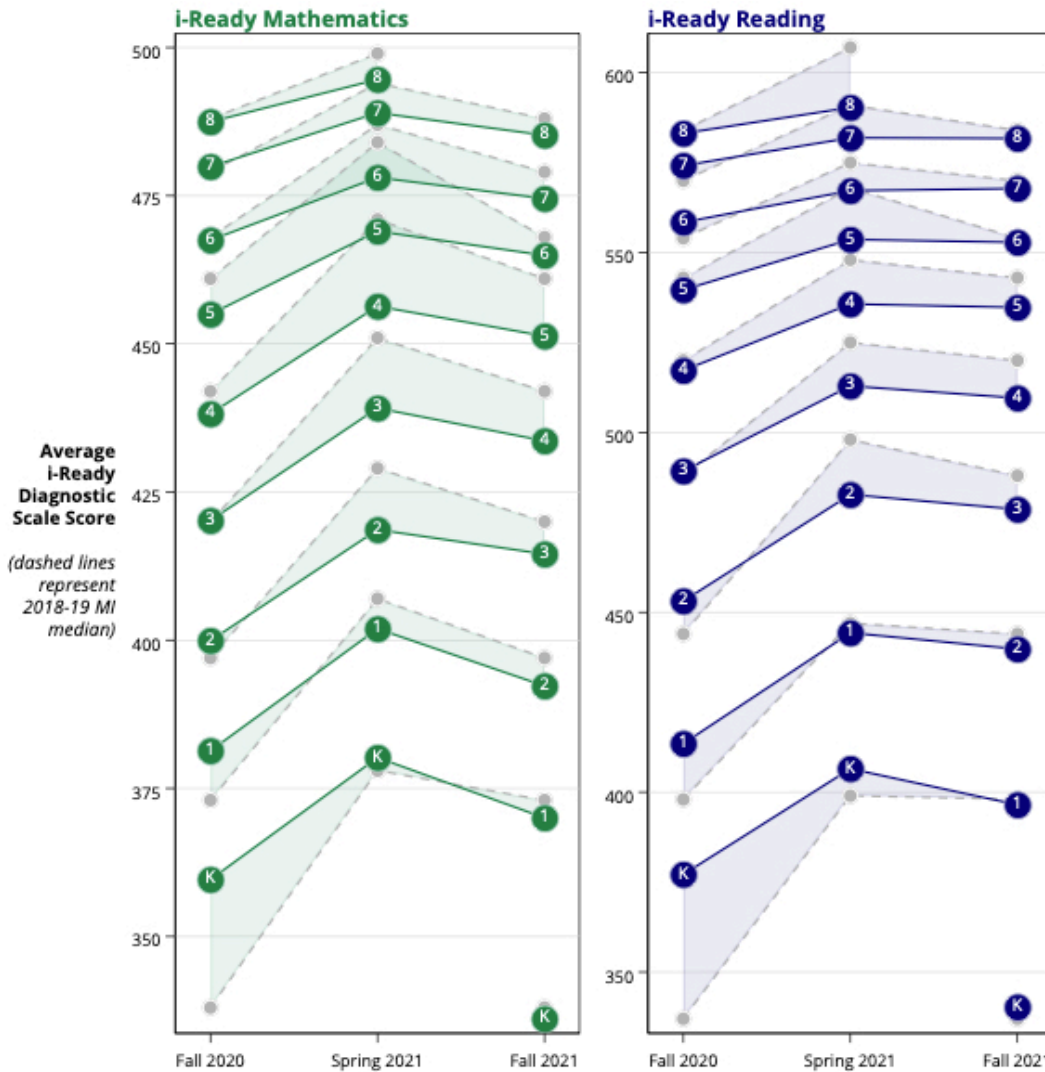 i-Ready Mathematics
500
475
450
425
400
375
350
8
7
6
5
4
3
2
1
K
8
7
6
5
4
3
2
1
K
8
7
6
5
4
3
2
1
K
Fall 2020
Spring 2021
Fall 2021
Average
i-Ready
Diagnostic
Scale Score
(dashed lines
represent
2018-19 MI
median)
i-Ready Reading
600
550
500
450
400
350
8
7
6
5
4
3
2
1
K
8
7
6
5
4
3
2
1
K
8
7
6
5
4
3
2
1
K
Fall 2020
Spring 2021
Fall 2021